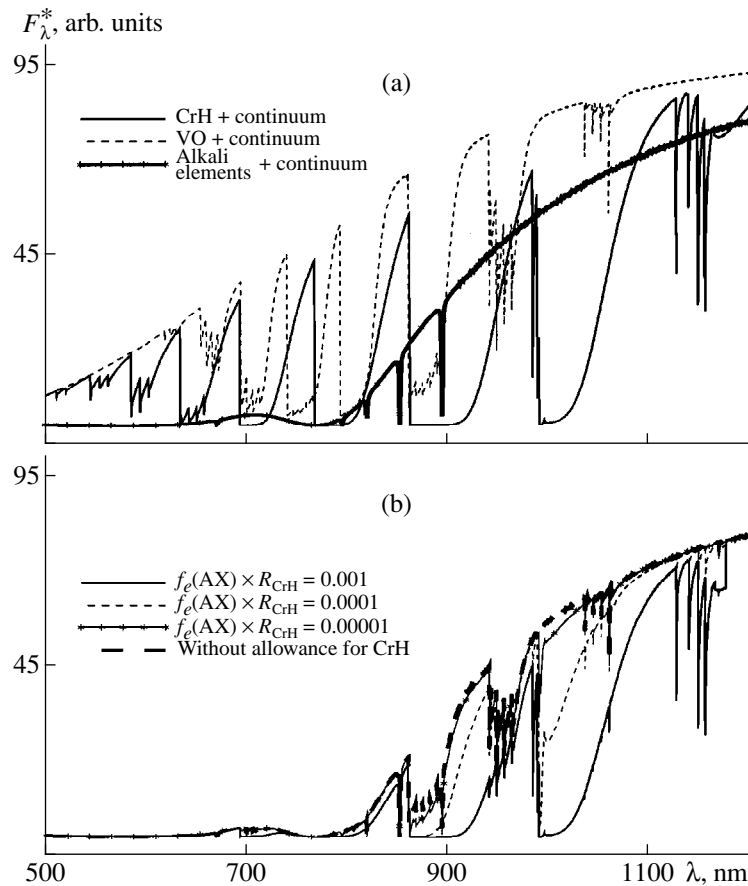 F*λ, arb. units
95
(a)
CrH + continuum
VO + continuum
Alkali elements + continuum
45
95
(b)
fe(AX) × RCrH = 0.001
fe(AX) × RCrH = 0.0001
fe(AX) × RCrH = 0.00001
Without allowance for CrH
45
500 700 900 1100 λ, nm